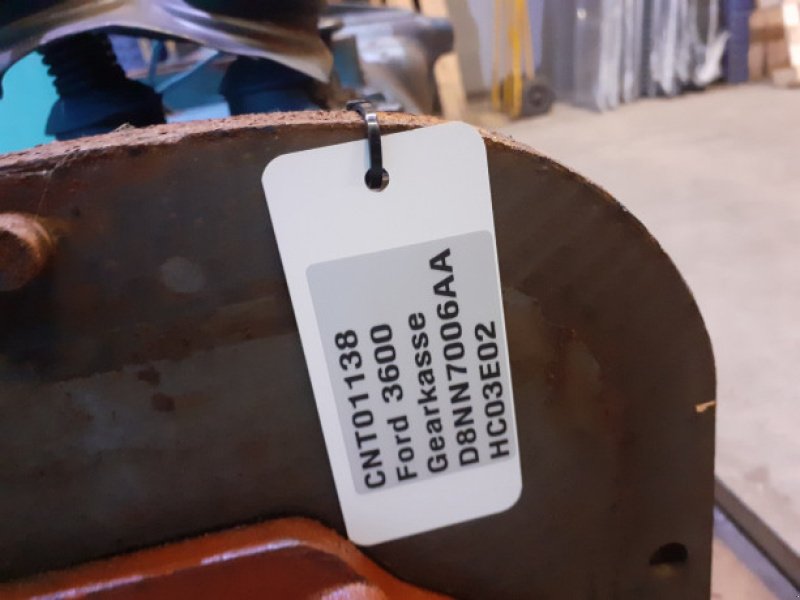 CNT01138
Ford 3600
Gearkasse
D8NN7006AA
HC03E02